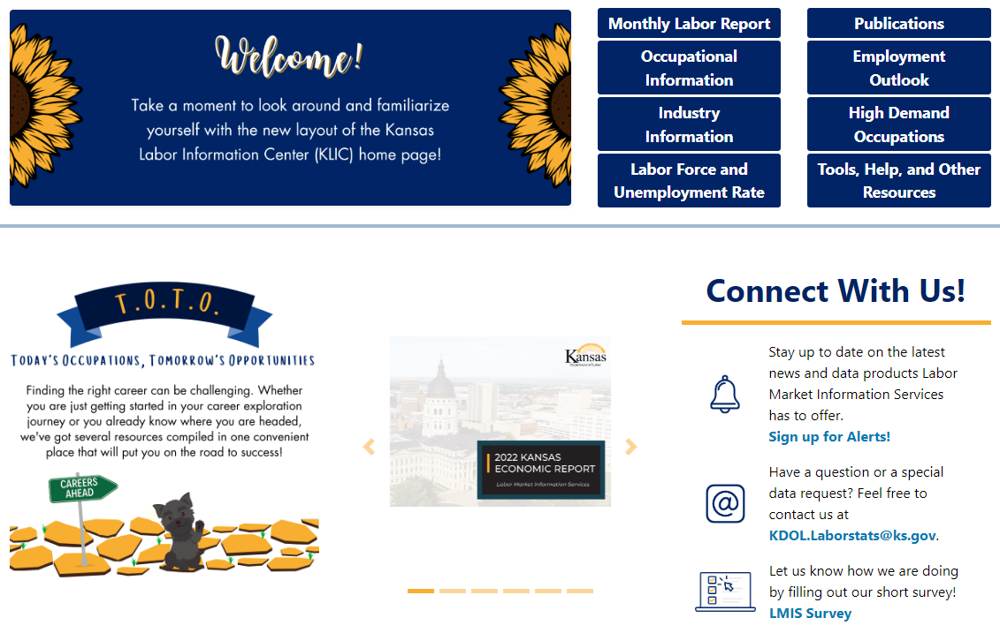 Welcome!
Take a moment to look around and familiarize
yourself with the new layout of the Kansas
Labor Information Center (KLIC) home page!
Monthly Labor Report
Occupational
Information
Industry
Information
Labor Force and
Unemployment Rate
Publications
Employment
Outlook
High Demand
Occupations
Tools, Help, and Other
Resources
T.O.T.O.
Today's Occupations, Tomorrow's Opportunities
Finding the right career can be challenging. Whether
you are just getting started in your career exploration
journey or you already know where you are headed,
we've got several resources compiled in one convenient
place that will put you on the road to success!
CAREERS
AHEAD
Kansas
Department of Labor
2022 KANSAS
ECONOMIC REPORT
Labor Market Information Services
Connect With Us!
Stay up to date on the latest
news and data products Labor
Market Information Services
has to offer.
Sign up for Alerts!
Have a question or a special
data request? Feel free to
contact us at
KDOL.Laborstats@ks.gov.
Let us know how we are doing
by filling out our short survey!
LMIS Survey